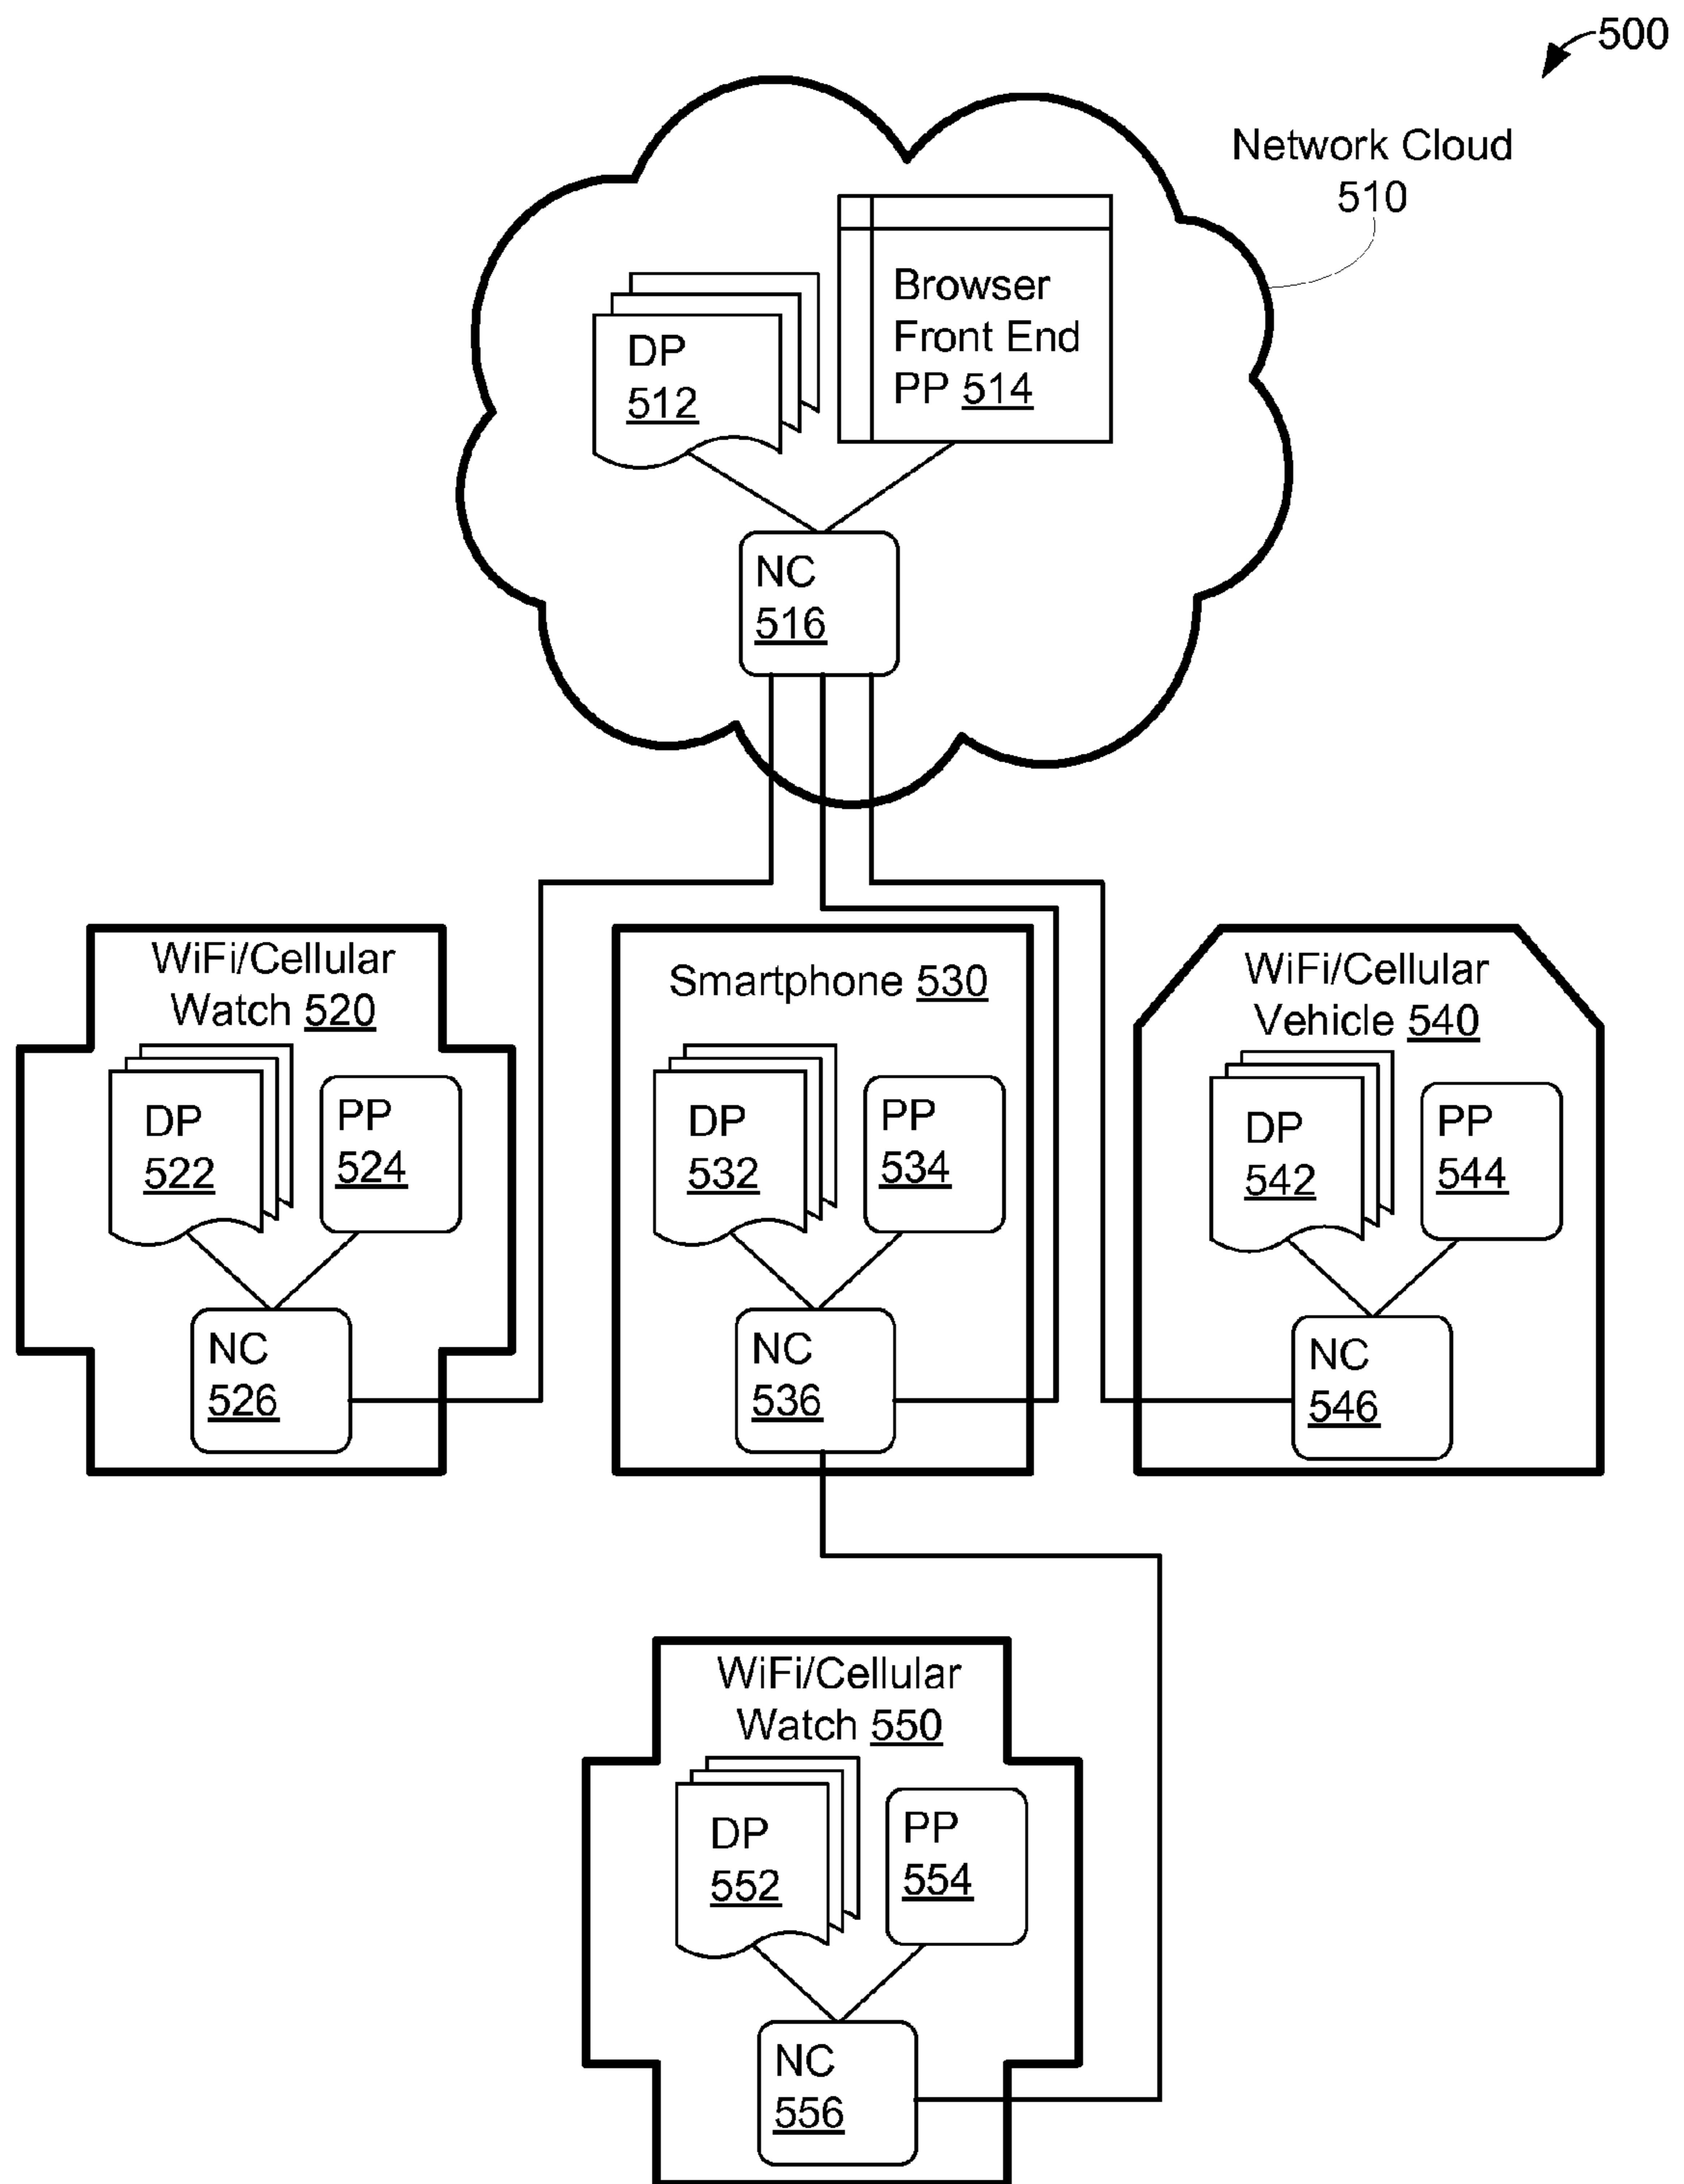 500
Network Cloud
510
Browser
Front End
PP 514
DP
512
NC
516
WiFi/Cellular
Watch 520
DP
522
PP
524
NC
526
Smartphone 530
DP
532
PP
534
NC
536
WiFi/Cellular
Vehicle 540
DP
542
PP
544
NC
546
WiFi/Cellular
Watch 550
DP
552
PP
554
NC
556